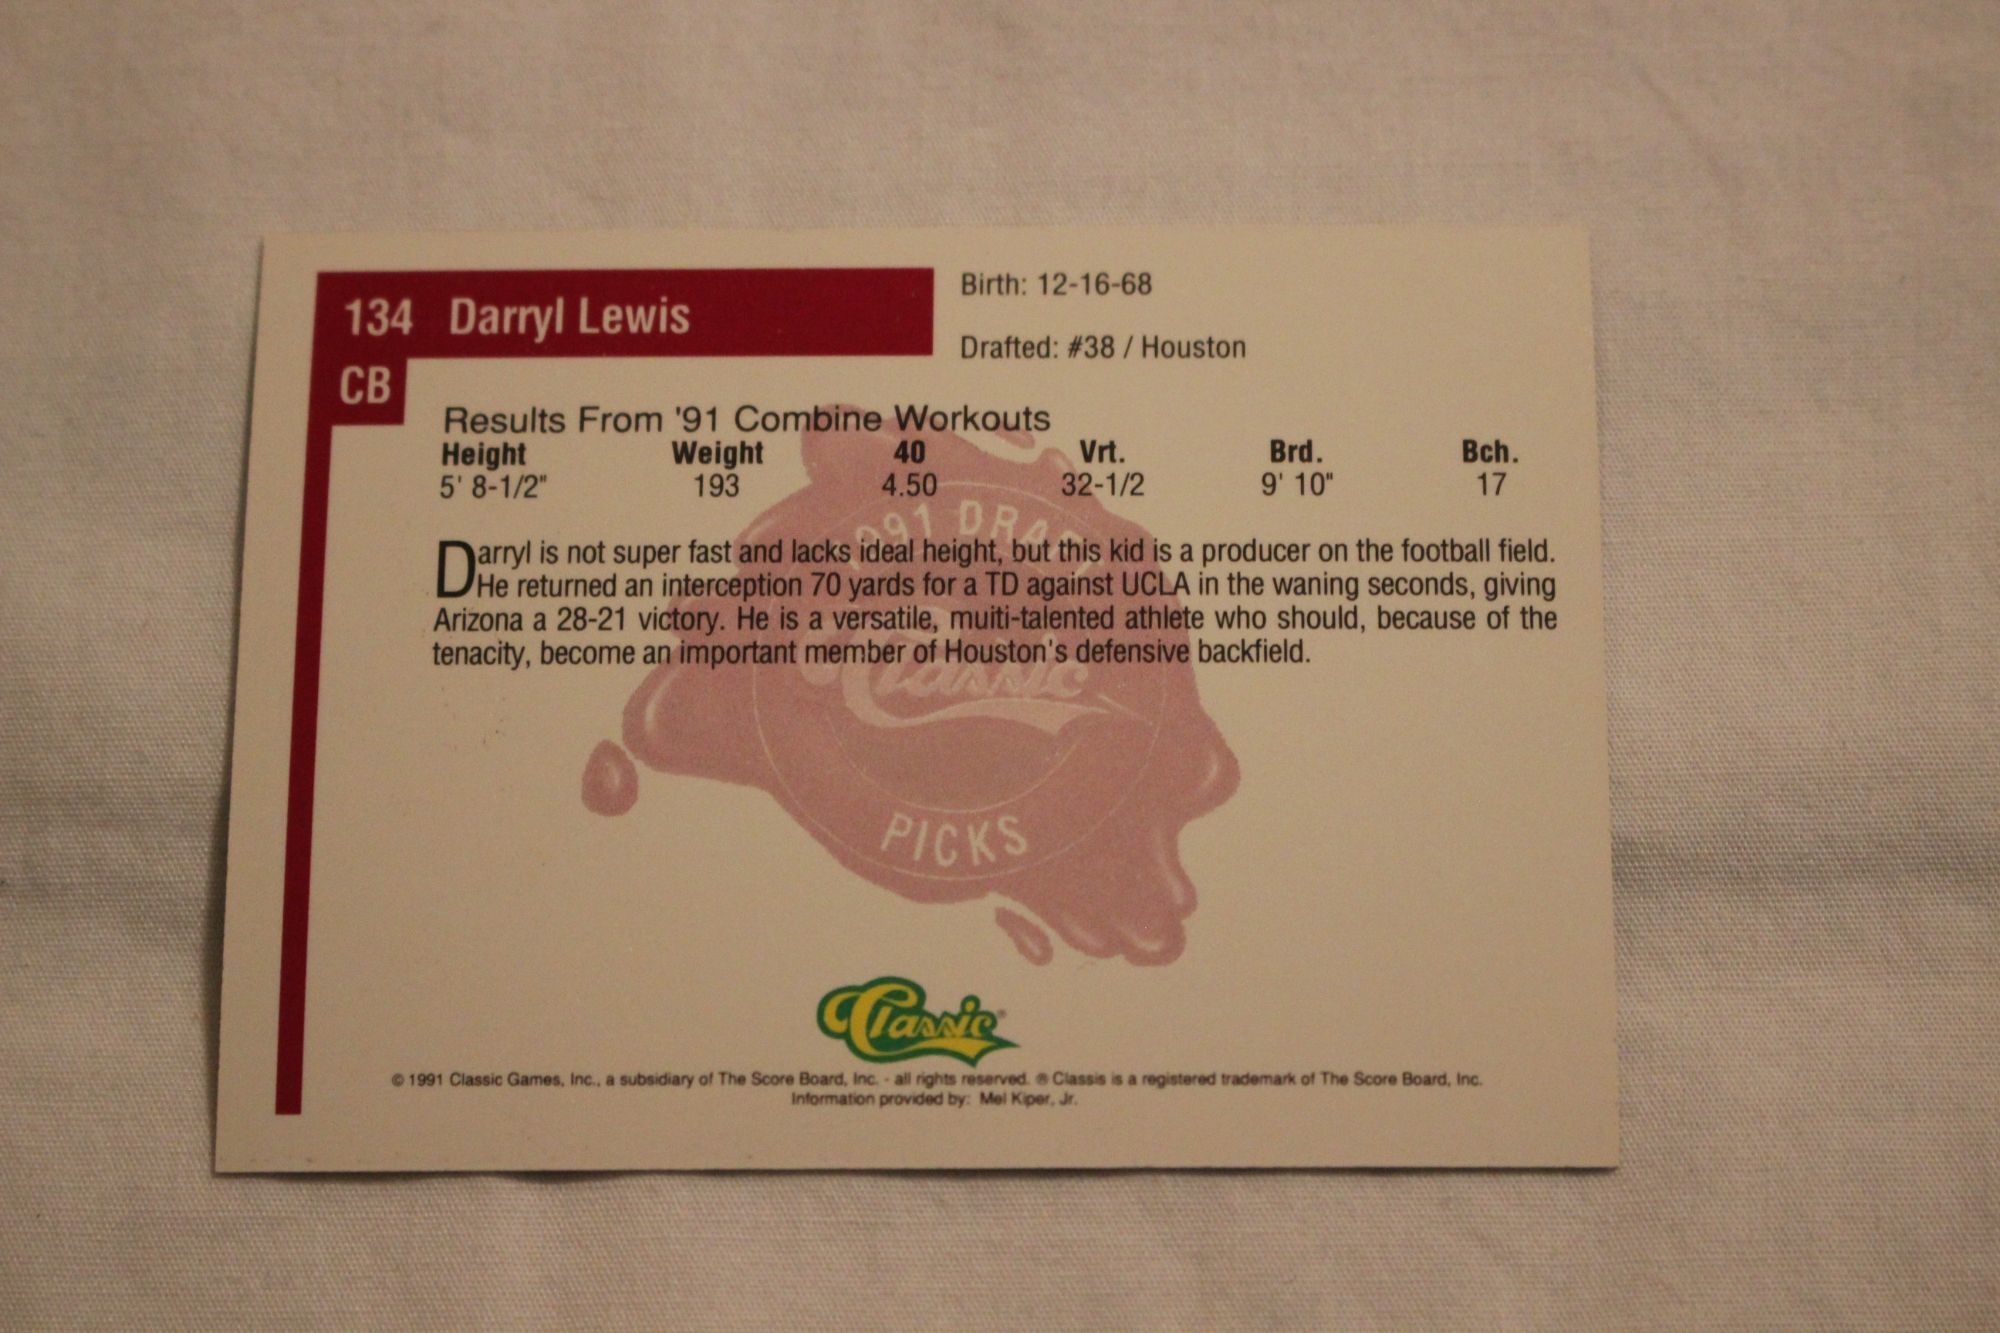 134 Darryl Lewis
CB
Birth: 12-16-68
Drafted: #38 / Houston
Results From '91 Combine Workouts
Height Weight 40 Vrt. Brd. Bch.
5' 8-1/2" 193 4.50 32-1/2 9' 10" 17
Darryl is not super fast and lacks ideal height, but this kid is a producer on the football field.
He returned an interception 70 yards for a TD against UCLA in the waning seconds, giving
Arizona a 28-21 victory. He is a versatile, muiti-talented athlete who should, because of the
tenacity, become an important member of Houston's defensive backfield.
1991 DRAFT
Classic
PICKS
Classic®
© 1991 Classic Games, Inc., a subsidiary of The Score Board, Inc. - all rights reserved. ® Classis is a registered trademark of The Score Board, Inc.
Information provided by: Mel Kiper, Jr.